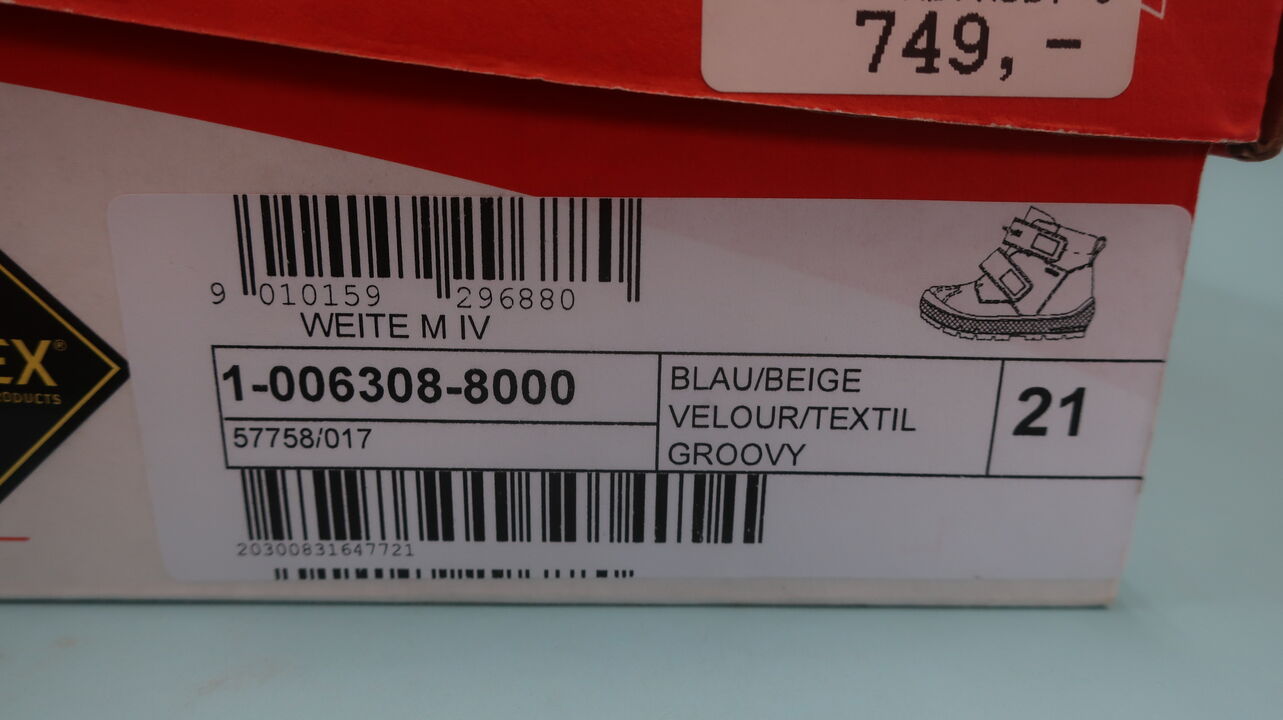 749,-
9 010159 296880
WEITE M IV
1-006308-8000
57758/017
BLAU/BEIGE
VELOUR/TEXTIL
GROOVY
21
EX®
20300831647721